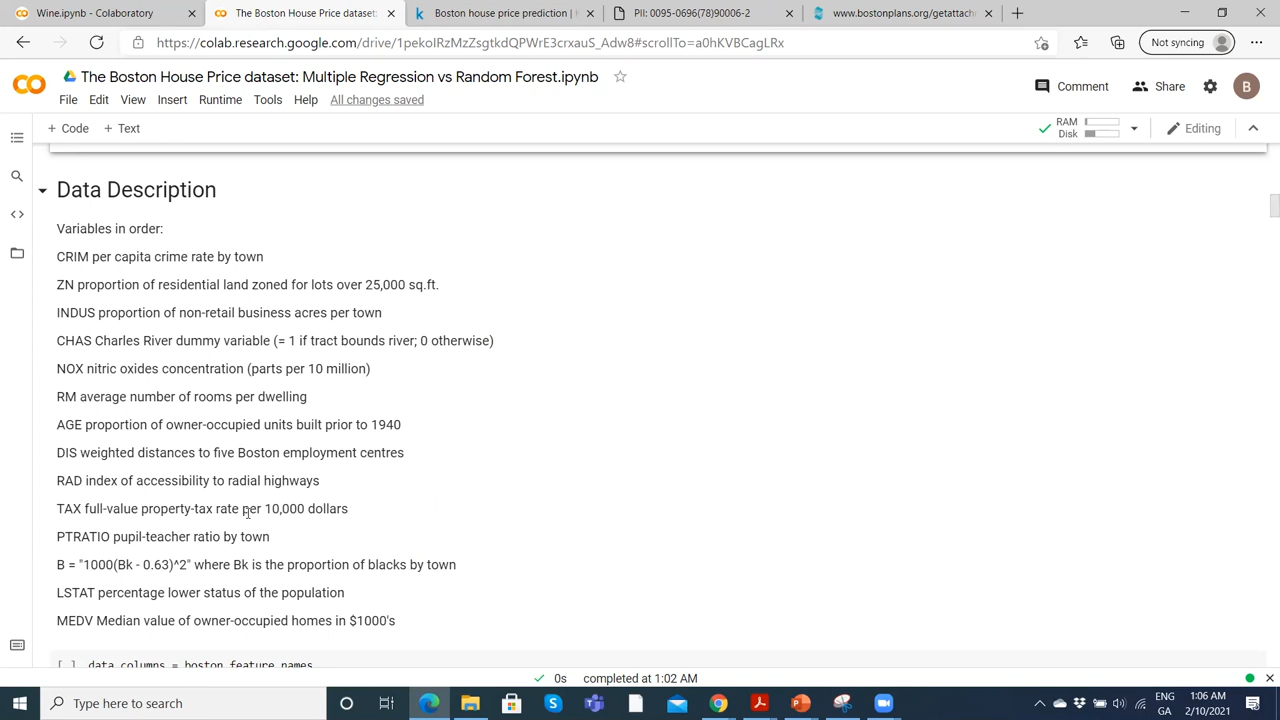 Wine.ipynb - Colaboratory
The Boston House Price dataset:
Boston house price prediction |
PII: 0095-0696(78)90006-2
www.bostonplans.org/getattachm
https://colab.research.google.com/drive/1pekolRzMzZsgtkdQPWrE3crxauS_Adw8#scrollTo=a0hKVBCagLRx
Not syncing
The Boston House Price dataset: Multiple Regression vs Random Forest.ipynb
Comment
Share
B
File Edit View Insert Runtime Tools Help All changes saved
+ Code + Text
RAM
Disk
Editing
Data Description
Variables in order:
CRIM per capita crime rate by town
ZN proportion of residential land zoned for lots over 25,000 sq.ft.
INDUS proportion of non-retail business acres per town
CHAS Charles River dummy variable (= 1 if tract bounds river; 0 otherwise)
NOX nitric oxides concentration (parts per 10 million)
RM average number of rooms per dwelling
AGE proportion of owner-occupied units built prior to 1940
DIS weighted distances to five Boston employment centres
RAD index of accessibility to radial highways
TAX full-value property-tax rate per 10,000 dollars
PTRATIO pupil-teacher ratio by town
B = "1000(Bk - 0.63)^2" where Bk is the proportion of blacks by town
LSTAT percentage lower status of the population
MEDV Median value of owner-occupied homes in $1000's
[ ] data_columns = boston.feature_names
0s completed at 1:02 AM
Type here to search
ENG
GA
1:06 AM
2/10/2021